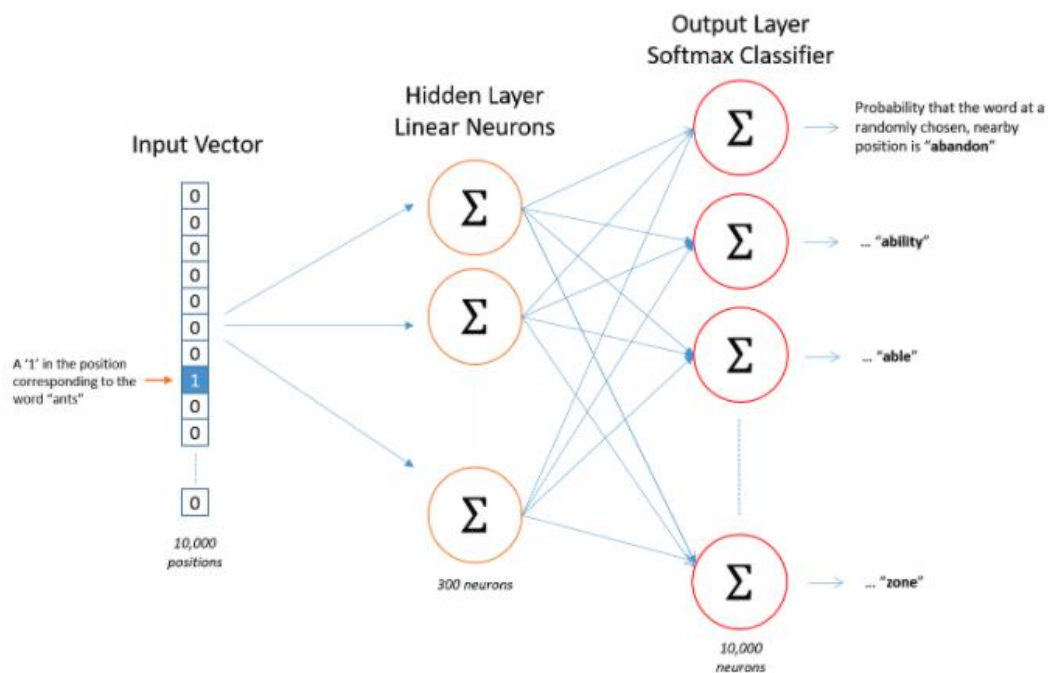 Output Layer
Softmax Classifier
Hidden Layer
Linear Neurons
Input Vector
0
0
0
0
0
0
0
1
0
0
0
A ‘1’ in the position
corresponding to the
word “ants”
10,000
positions
Σ
Σ
Σ
300 neurons
Σ
Σ
Σ
Σ
10,000
neurons
Probability that the word at a
randomly chosen, nearby
position is “abandon”
... “ability”
... “able”
... “zone”